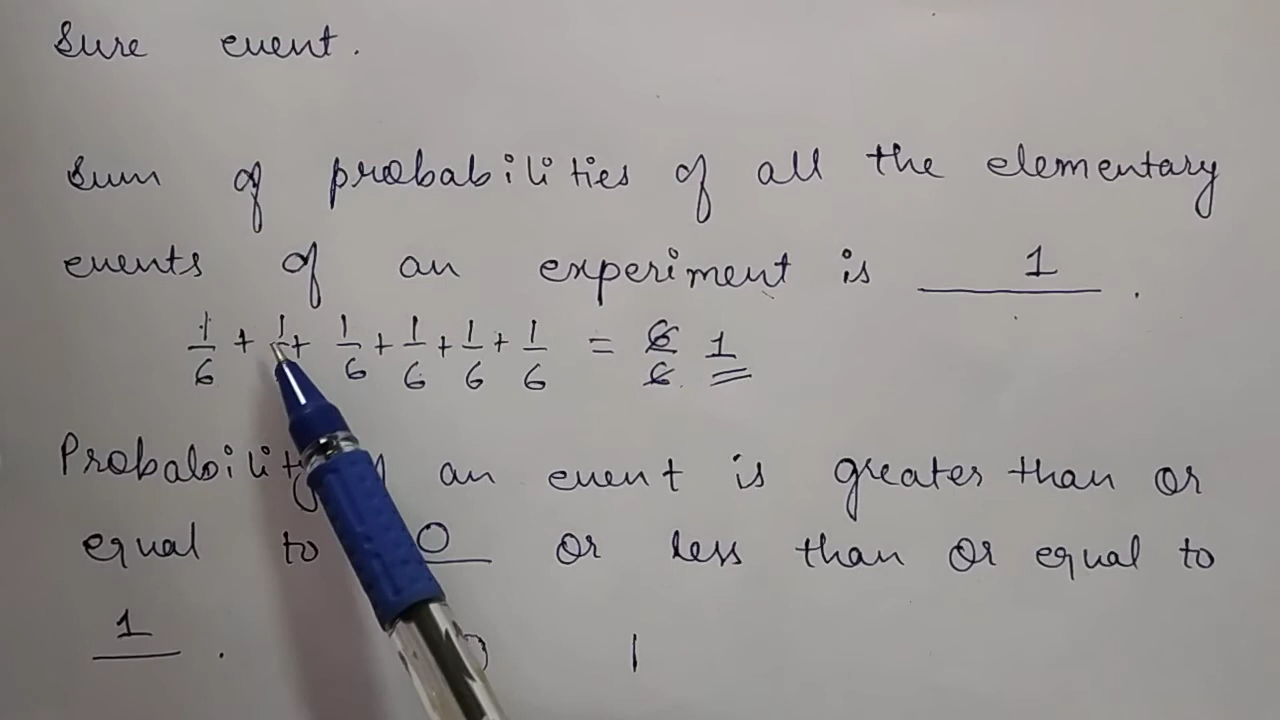 Sure event.
Sum of probabilities of all the elementary
events of an experiment is 1 .
1/6 + 1/6 + 1/6 + 1/6 + 1/6 + 1/6 = 6/6 1
Probability of an event is greater than or
equal to 0 or less than or equal to
1 .
0 1